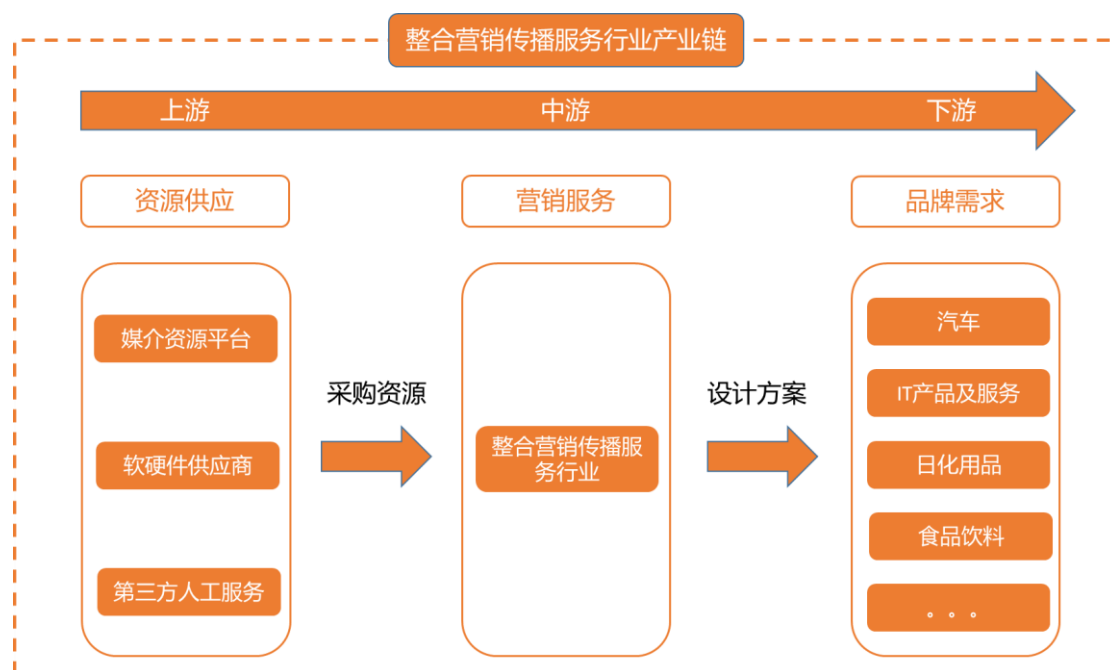 整合营销传播服务行业产业链
上游
中游
下游
资源供应
营销服务
品牌需求
媒介资源平台
软硬件供应商
第三方人工服务
采购资源
整合营销传播服
务行业
设计方案
汽车
IT产品及服务
日化用品
食品饮料
。。。